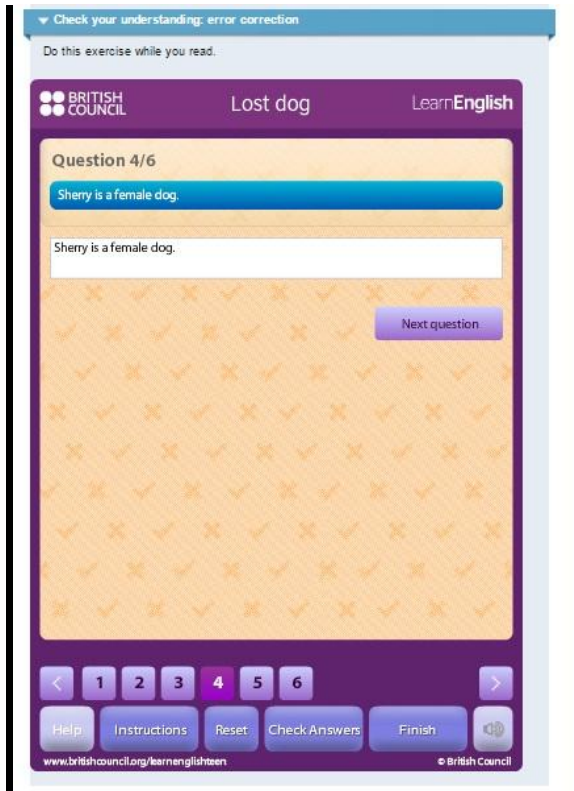 Check your understanding: error correction
Do this exercise while you read.
BRITISH
COUNCIL
Lost dog
LearnEnglish
Question 4/6
Sherry is a female dog.
Sherry is a female dog.
Next question
< 1 2 3 4 5 6 >
Help Instructions Reset Check Answers Finish
www.britishcouncil.org/learnenglishteen © British Council